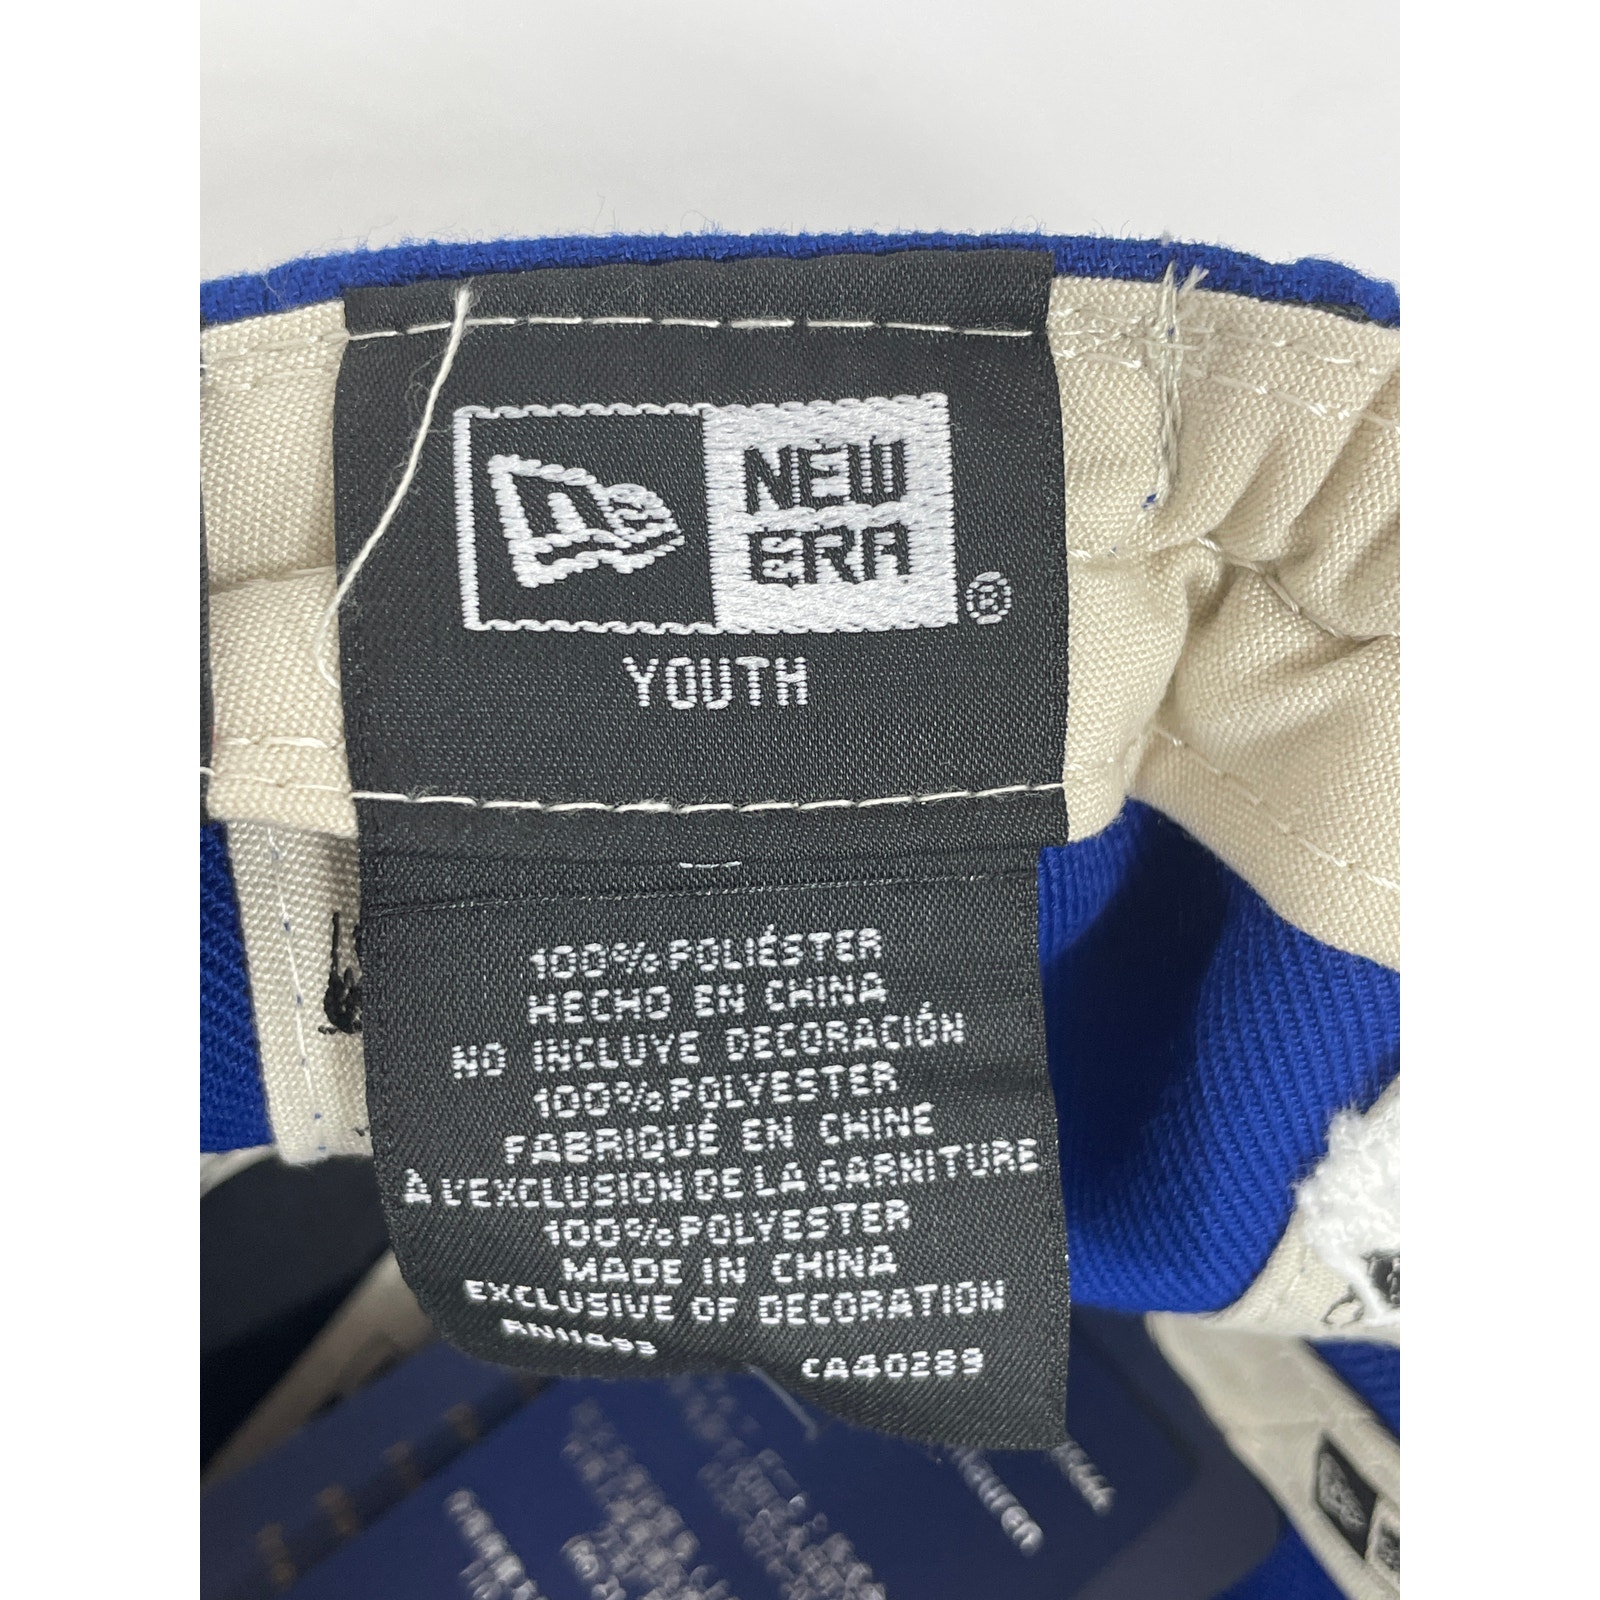 NEW
ERA
®
YOUTH
100% POLIÉSTER
HECHO EN CHINA
NO INCLUYE DECORACIÓN
100% POLYESTER
FABRIQUÉ EN CHINE
À L'EXCLUSION DE LA GARNITURE
100% POLYESTER
MADE IN CHINA
EXCLUSIVE OF DECORATION
RN11493 CA40289